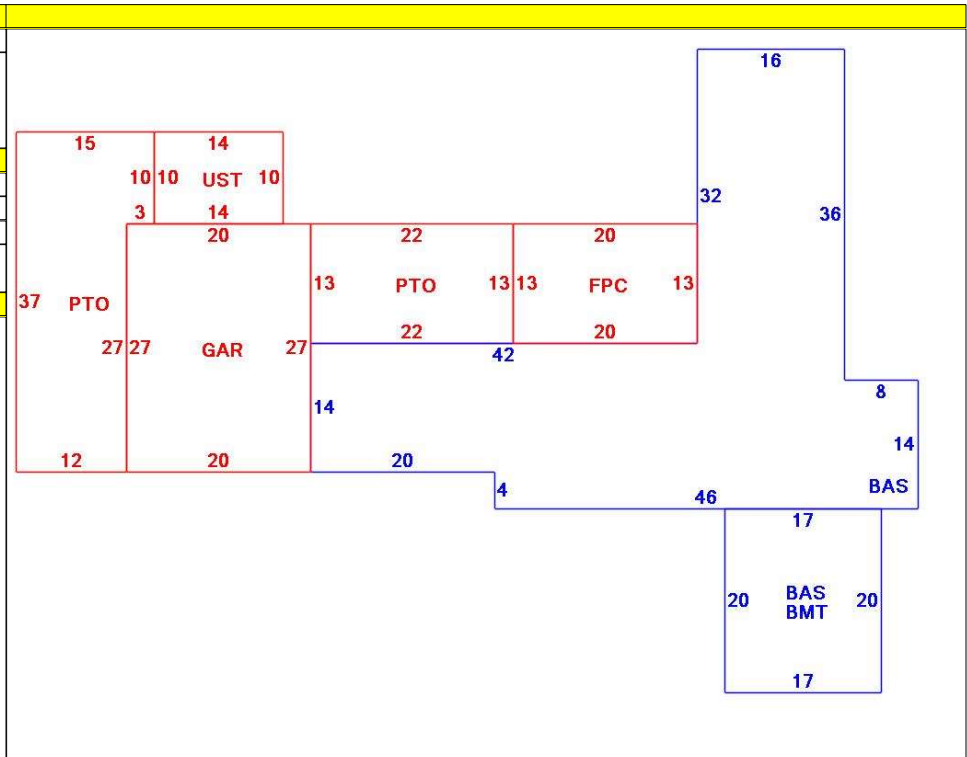 16
15 14
10 10 UST 10
32 36
3 14
20 22 20
13 PTO 13 13 FPC 13
37 PTO
22 20
27 27 GAR 27
42
8
14
14
12 20 20
BAS
4 46
17
BAS
20 20
BMT
17